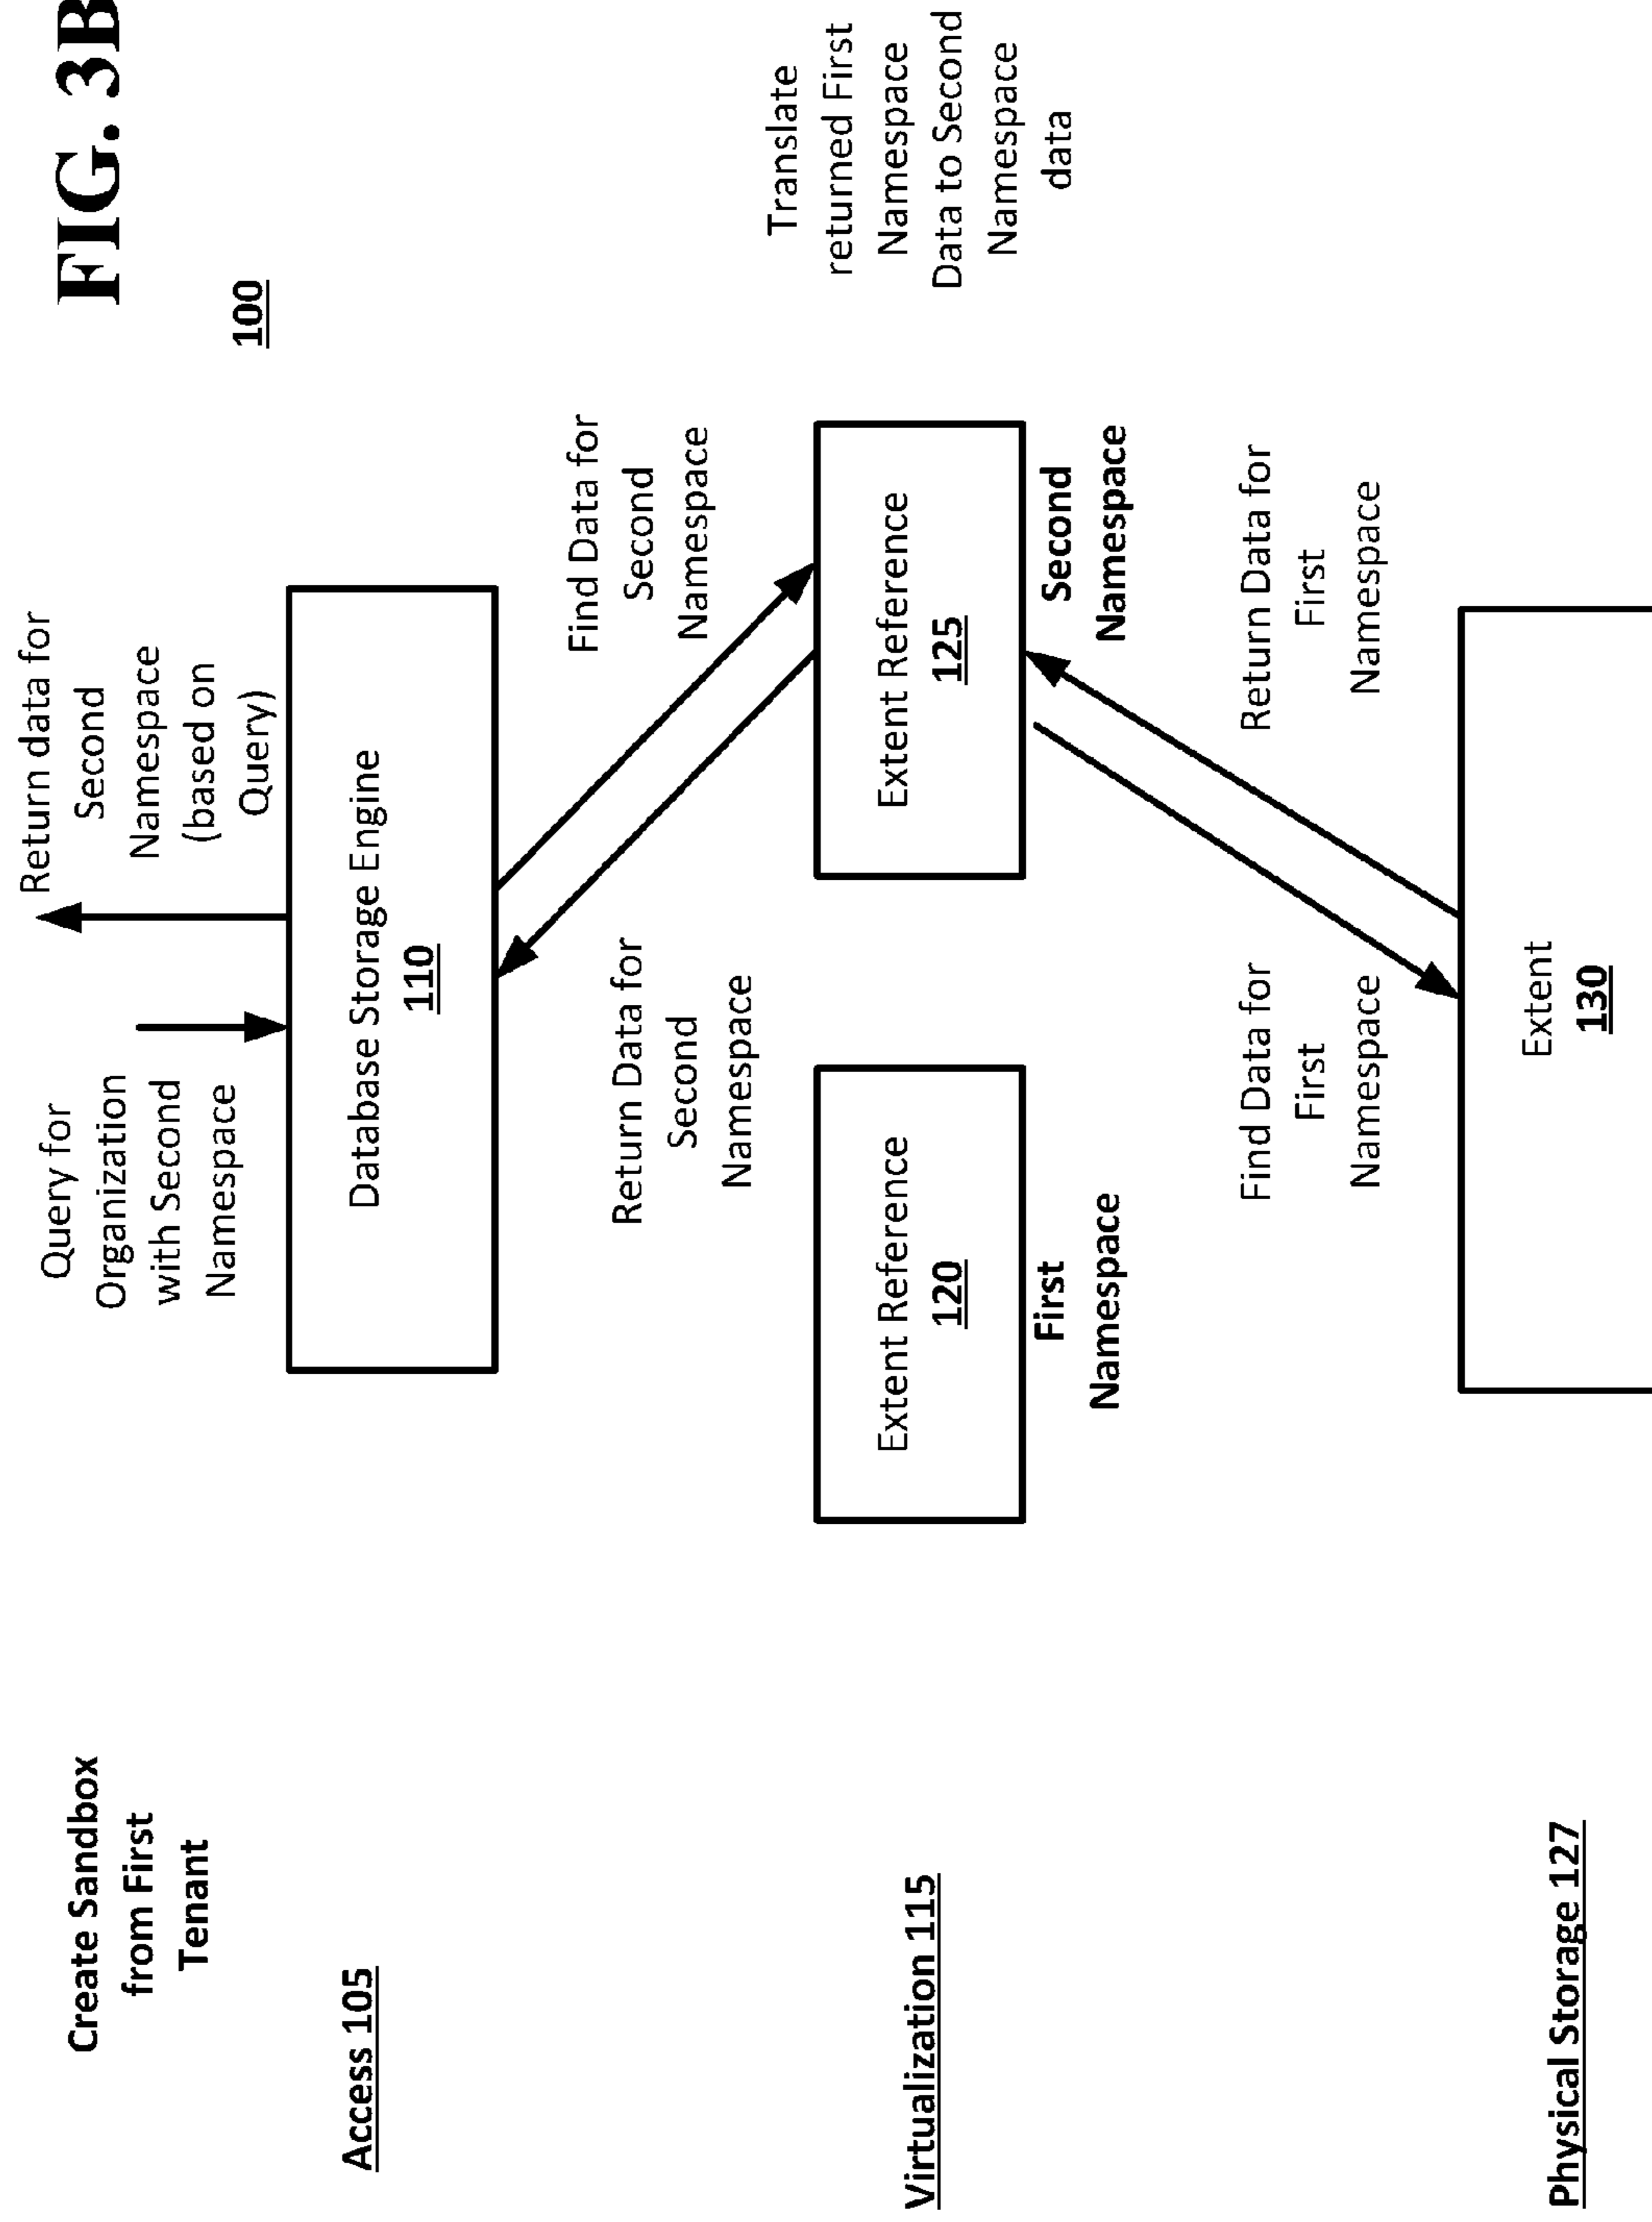 FIG. 3B
100
Create Sandbox
from First
Tenant
Query for
Organization
with Second
Namespace
Return data for
Second
Namespace
(based on
Query)
Access 105
Database Storage Engine
110
Return Data for
Second
Namespace
Find Data for
Second
Namespace
Translate
returned First
Namespace
Data to Second
Namespace
data
Virtualization 115
Extent Reference
120
First
Namespace
Extent Reference
125
Second
Namespace
Find Data for
First
Namespace
Return Data for
First
Namespace
Physical Storage 127
Extent
130